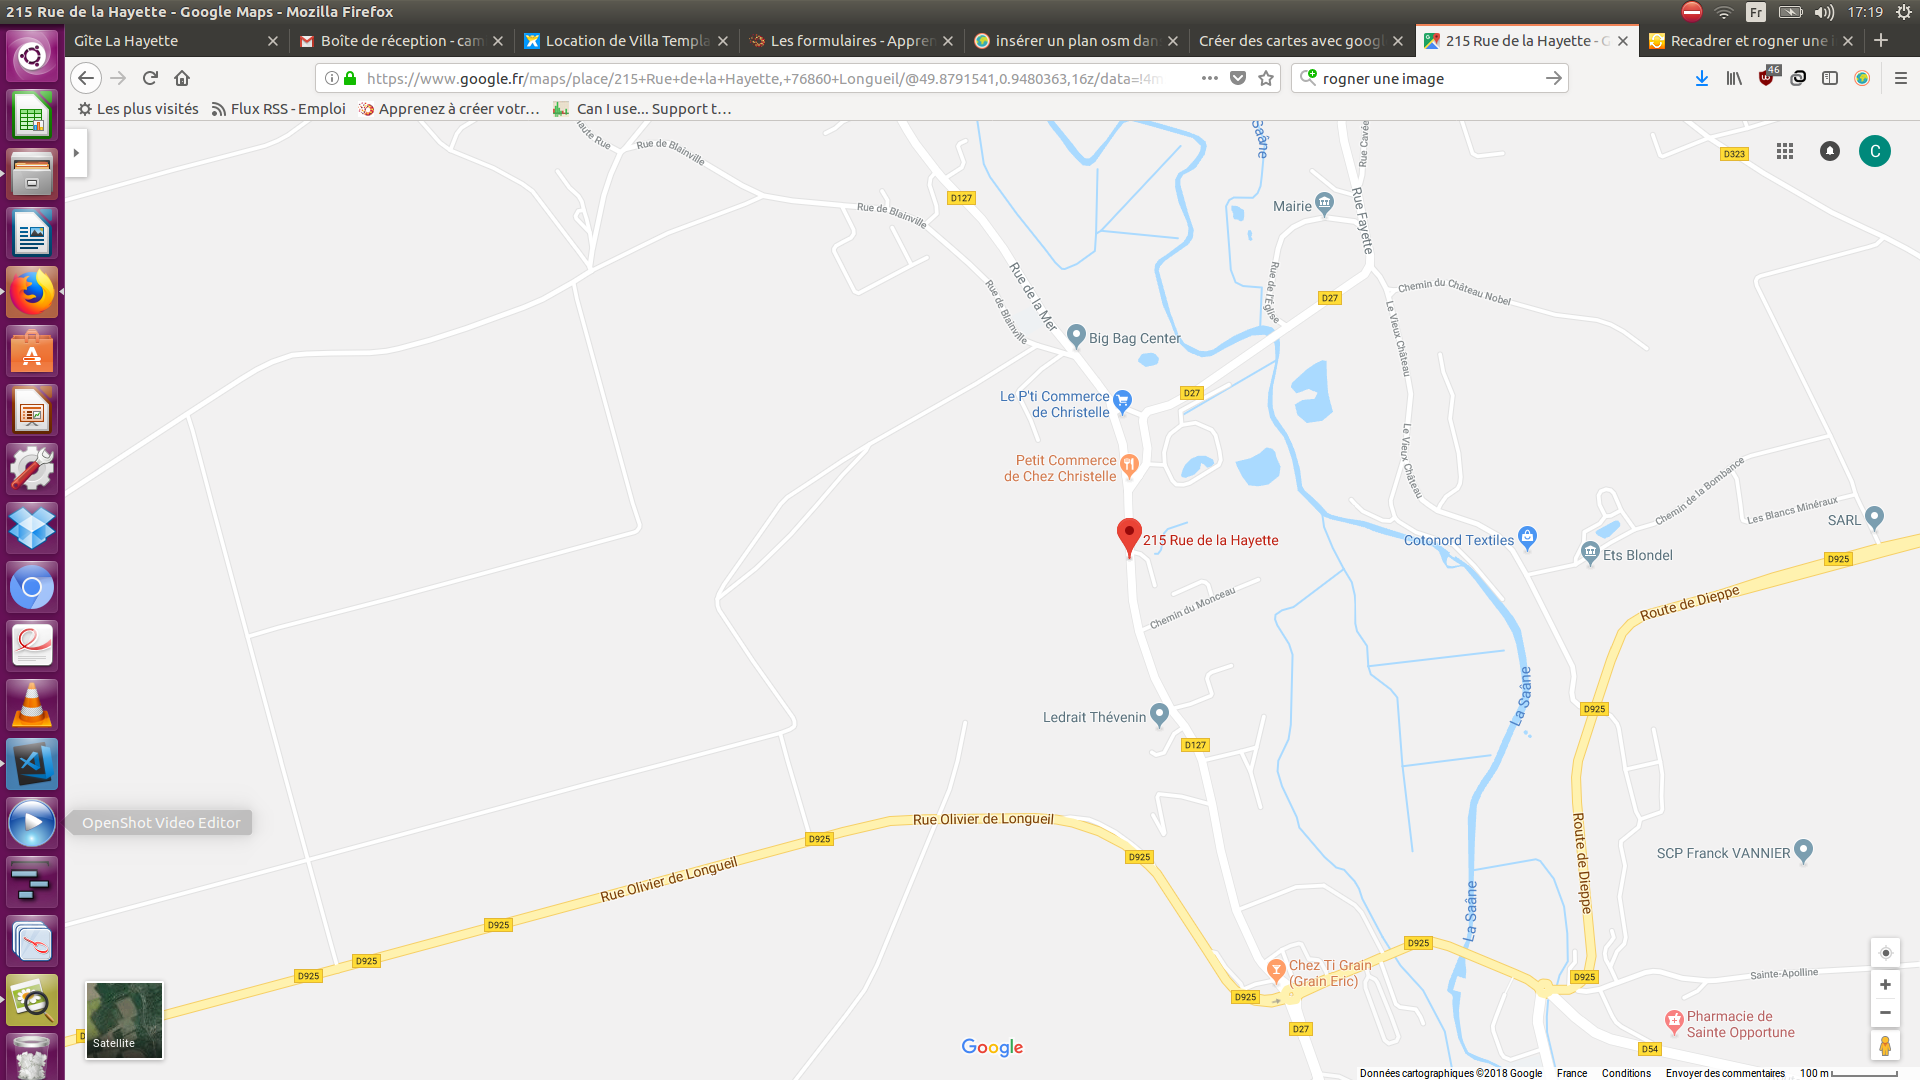 215 Rue de la Hayette - Google Maps - Mozilla Firefox
Fr
17:19
Gîte La Hayette
Boîte de réception - cam
Location de Villa Templa
Les formulaires - Appren
insérer un plan osm dan
Créer des cartes avec googl
215 Rue de la Hayette - G
Recadrer et rogner une i
https://www.google.fr/maps/place/215+Rue+de+la+Hayette,+76860+Longueil/@49.8791541,0.9480363,16z/data=!4m
rogner une image
46
Les plus visités
Flux RSS - Emploi
Apprenez à créer votr…
Can I use... Support t…
Haute Rue
Rue de Blainville
D127
Saâne
Rue Cavée
D323
C
Mairie
Rue Fayette
Rue de Blainville
Rue de la Mer
Rue de l'Église
D27
Chemin du Château Nobel
Rue de Blainville
Le Vieux Château
Big Bag Center
Le P'ti Commerce
de Christelle
D27
Le Vieux Château
Petit Commerce
de Chez Christelle
Chemin de la Bombance
Les Blancs Minéraux
SARL
215 Rue de la Hayette
Cotonord Textiles
Ets Blondel
D925
Route de Dieppe
Chemin du Monceau
La Saâne
D925
Ledrait Thévenin
D127
OpenShot Video Editor
Rue Olivier de Longueil
D925
D925
Route de Dieppe
SCP Franck VANNIER
Rue Olivier de Longueil
La Saâne
D925
D925
D925
D925
Chez Ti Grain
(Grain Eric)
D925
D925
Sainte-Apolline
D27
Pharmacie de
Sainte Opportune
D54
D
Satellite
Google
Données cartographiques ©2018 Google
France
Conditions
Envoyer des commentaires
100 m